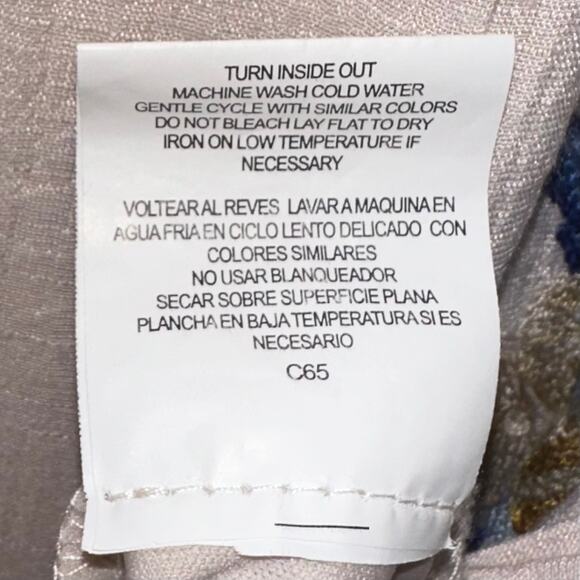 TURN INSIDE OUT
MACHINE WASH COLD WATER
GENTLE CYCLE WITH SIMILAR COLORS
DO NOT BLEACH LAY FLAT TO DRY
IRON ON LOW TEMPERATURE IF
NECESSARY
VOLTEAR AL REVES LAVAR A MAQUINA EN
AGUA FRIA EN CICLO LENTO DELICADO CON
COLORES SIMILARES
NO USAR BLANQUEADOR
SECAR SOBRE SUPERFICIE PLANA
PLANCHA EN BAJA TEMPERATURA SI ES
NECESARIO
C65